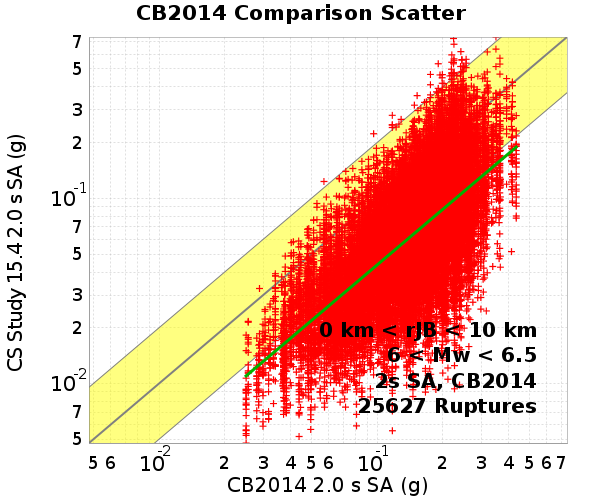 CB2014 Comparison Scatter
CS Study 15.4 2.0 s SA (g)
7
5
3
2
10-1
7
5
3
2
10-2
7
5
0 km < rJB < 10 km
6 < Mw < 6.5
2s SA, CB2014
25627 Ruptures
5 6 10-2 2 3 4 5 6 10-1 2 3 4 5 6 7
CB2014 2.0 s SA (g)